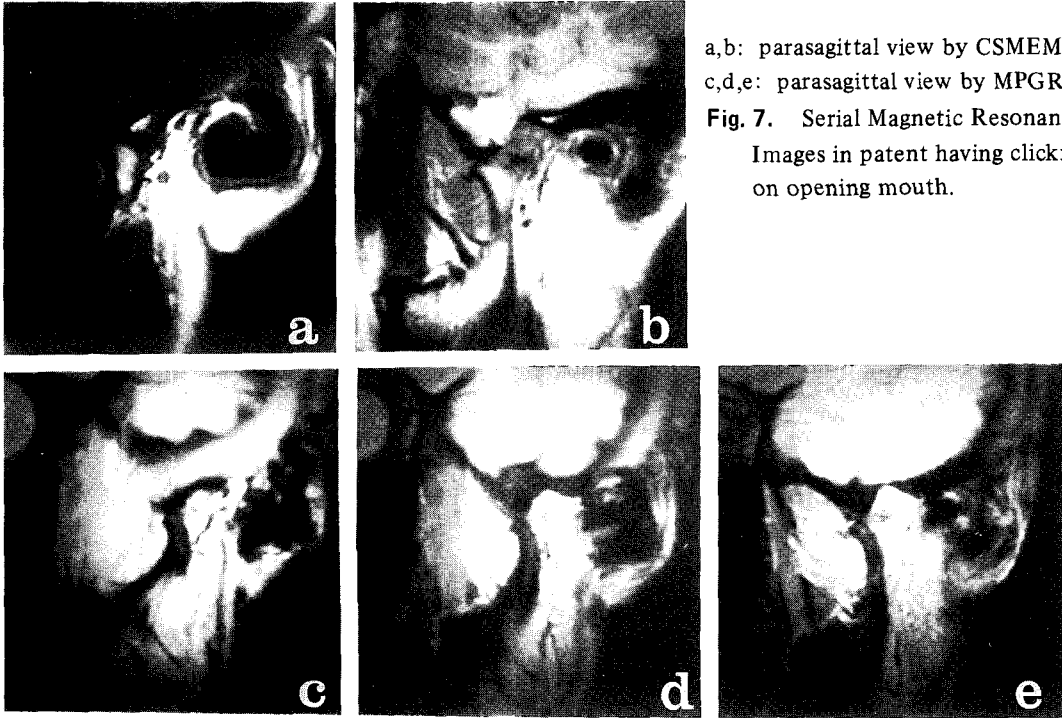 a,b: parasagittal view by CSMEM
c,d,e: parasagittal view by MPGR
Fig. 7. Serial Magnetic Resonan
Images in patent having click
on opening mouth.
a
b
c
d
e